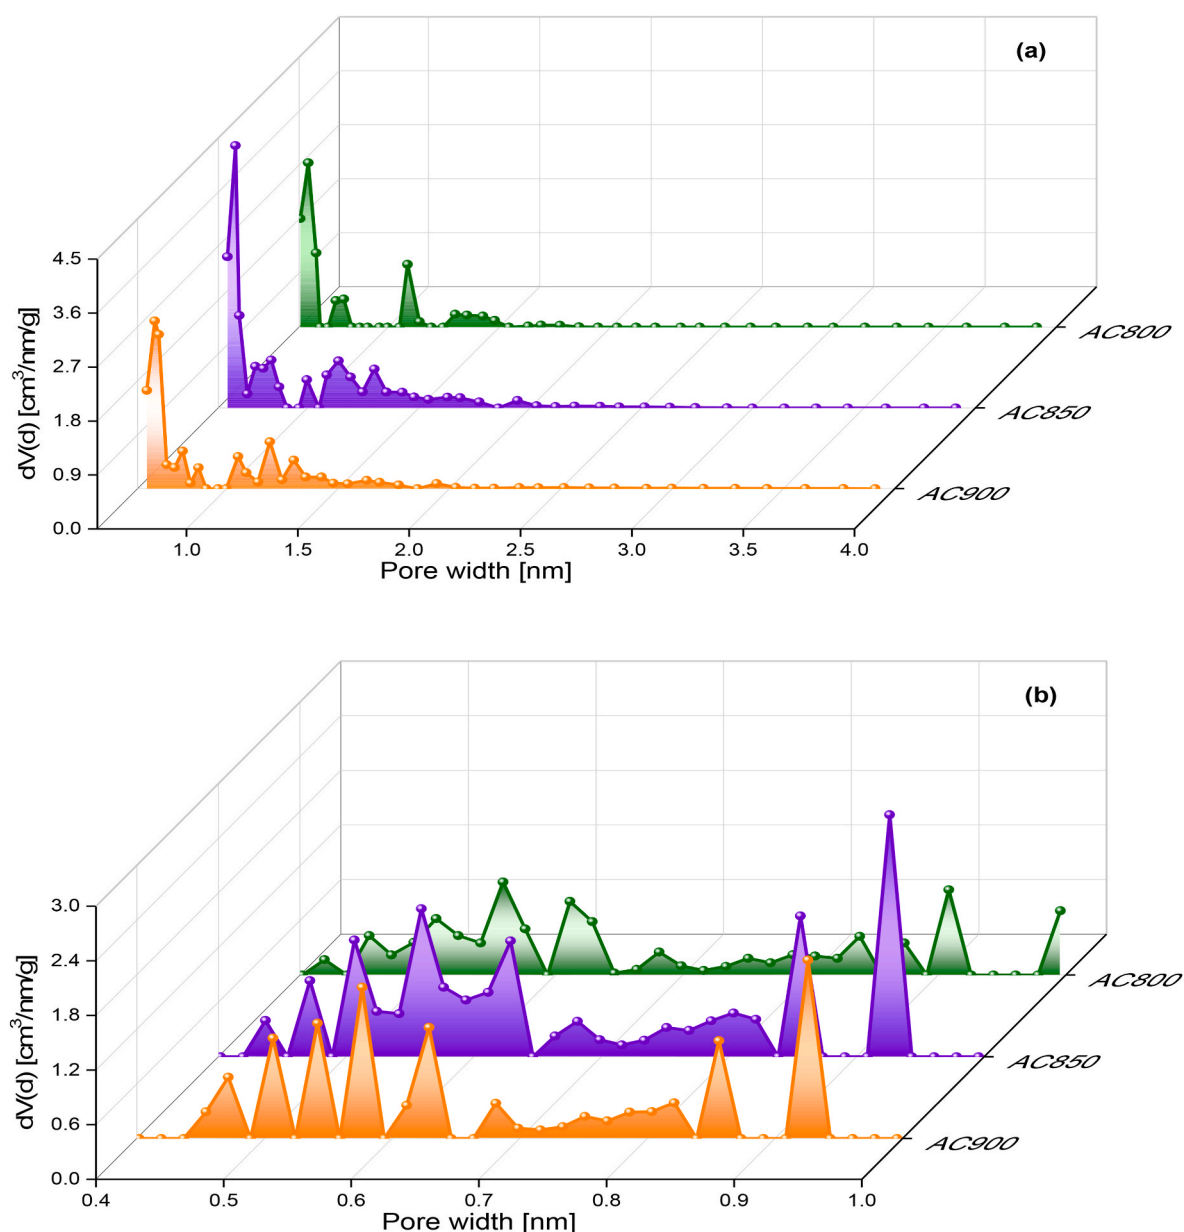 (a)
4.5
3.6
2.7
1.8
0.9
0.0
dV(d) [cm³/nm/g]
AC800
AC850
AC900
1.0 1.5 2.0 2.5 3.0 3.5 4.0
Pore width [nm]
(b)
3.0
2.4
1.8
1.2
0.6
0.0
dV(d) [cm³/nm/g]
AC800
AC850
AC900
0.4 0.5 0.6 0.7 0.8 0.9 1.0
Pore width [nm]